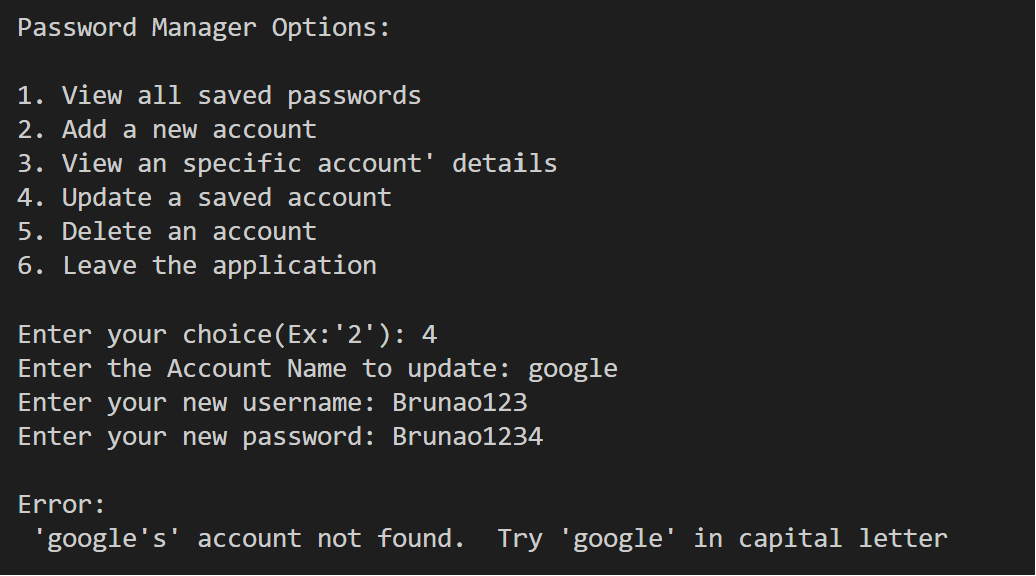 Password Manager Options:
1. View all saved passwords
2. Add a new account
3. View an specific account' details
4. Update a saved account
5. Delete an account
6. Leave the application
Enter your choice(Ex:'2'): 4
Enter the Account Name to update: google
Enter your new username: Brunao123
Enter your new password: Brunao1234
Error:
'google's' account not found.  Try 'google' in capital letter